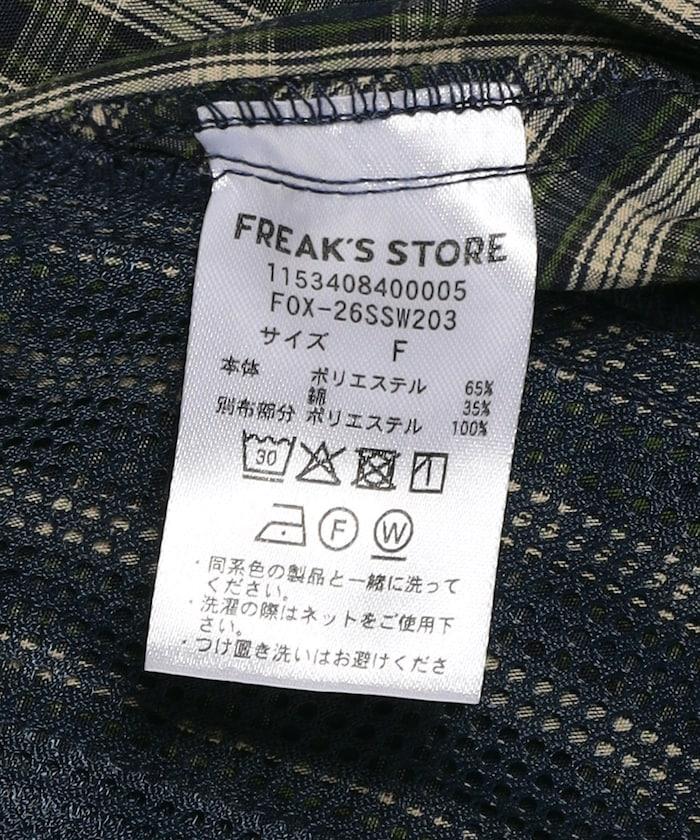 FREAK'S STORE
1153408400005
FOX-26SSW203
サイズ F
本体 ポリエステル 65%
綿 35%
別布部分 ポリエステル 100%
30
F W
・同系色の製品と一緒に洗って
ください。
・洗濯の際はネットをご使用下
さい。
・つけ置き洗いはお避けくださ